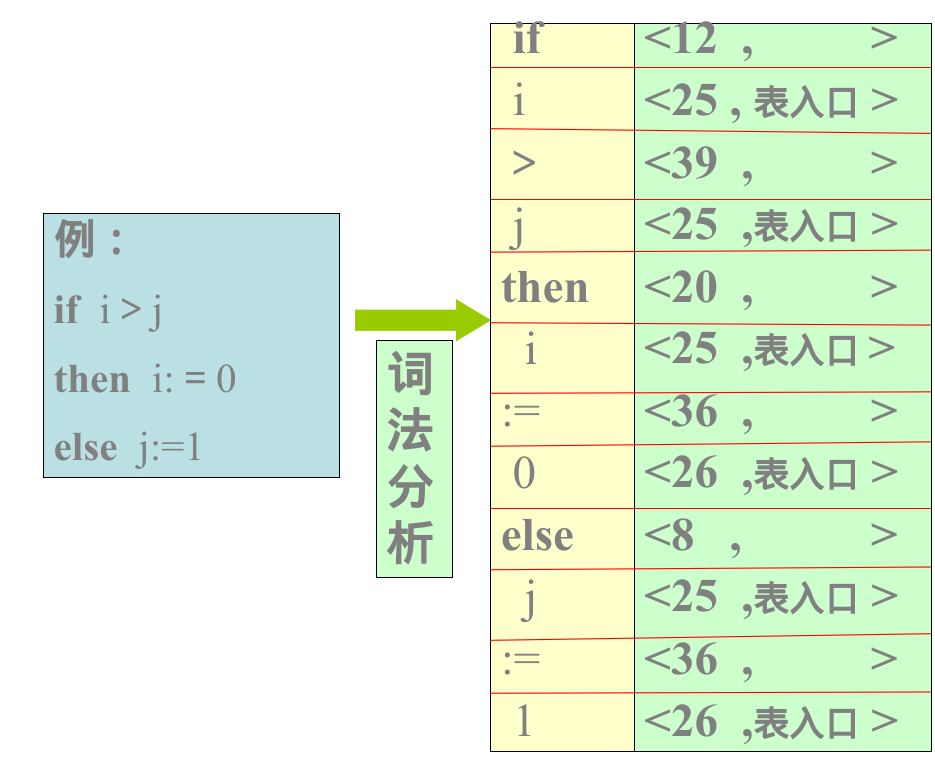 例：
if i > j
then i: = 0
else j:=1
词
法
分
析
if <12 , >
i <25 , 表入口 >
> <39 , >
j <25 ,表入口 >
then <20 , >
i <25 ,表入口 >
:= <36 , >
0 <26 ,表入口 >
else <8 , >
j <25 ,表入口 >
:= <36 , >
1 <26 ,表入口 >